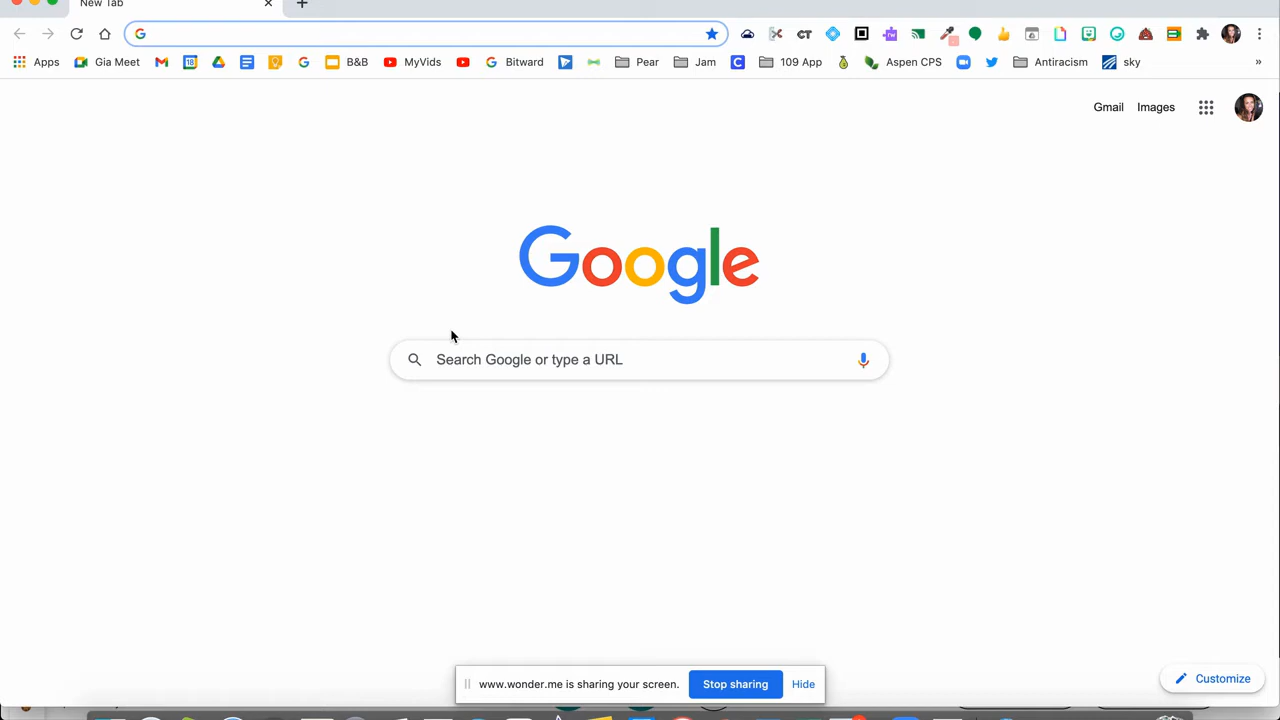 New Tab
Apps Gia Meet 18 B&B MyVids Bitward Pear Jam 109 App Aspen CPS Antiracism sky »
Gmail Images
Google
Search Google or type a URL
www.wonder.me is sharing your screen. Stop sharing Hide
Customize